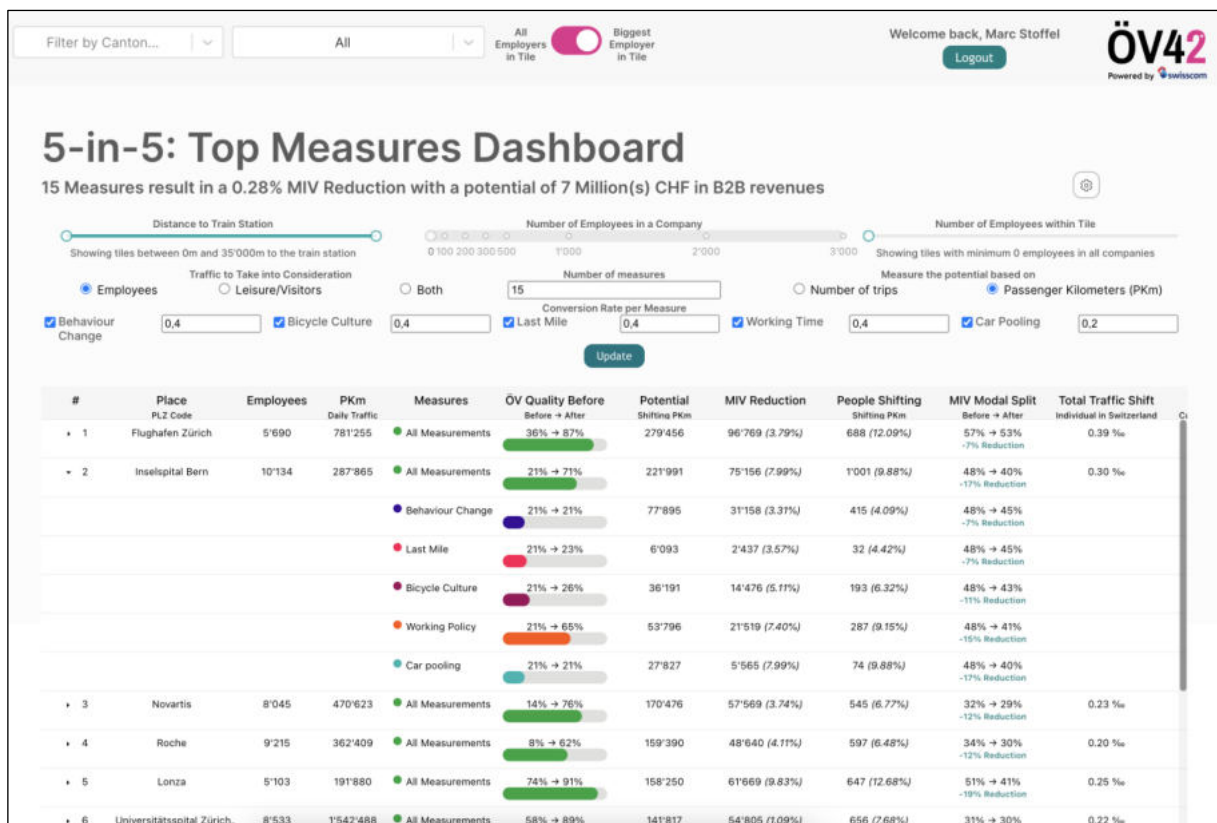 Filter by Canton...
All
All Employers in Tile
Biggest Employer in Tile
Welcome back, Marc Stoffel
Logout
ÖV42
Powered by swisscom
5-in-5: Top Measures Dashboard
15 Measures result in a 0.28% MIV Reduction with a potential of 7 Million(s) CHF in B2B revenues
Distance to Train Station
Number of Employees in a Company
Number of Employees within Tile
Showing tiles between 0m and 35'000m to the train station
0 100 200 300 500 1'000 2'000 3'000
Showing tiles with minimum 0 employees in all companies
Traffic to Take into Consideration
Number of measures
Measure the potential based on
Employees Leisure/Visitors Both 15 Number of trips Passenger Kilometers (PKm)
Conversion Rate per Measure
Behaviour Change 0,4 Bicycle Culture 0,4 Last Mile 0,4 Working Time 0,4 Car Pooling 0,2
Update
# Place Employees PKm Measures ÖV Quality Before Potential MIV Reduction People Shifting MIV Modal Split Total Traffic Shift
PLZ Code Daily Traffic Before → After Shifting PKm Shifting PKm Before → After Individual in Switzerland
1 Flughafen Zürich 5'690 781'255 All Measurements 36% → 87% 279'456 96'769 (3.79%) 688 (12.09%) 57% → 53% 0.39 ‰
-7% Reduction
2 Inselspital Bern 10'134 287'865 All Measurements 21% → 71% 221'991 75'156 (7.99%) 1'001 (9.88%) 48% → 40% 0.30 ‰
-17% Reduction
Behaviour Change 21% → 21% 77'895 31'158 (3.31%) 415 (4.09%) 48% → 45%
-7% Reduction
Last Mile 21% → 23% 6'093 2'437 (3.57%) 32 (4.42%) 48% → 45%
-7% Reduction
Bicycle Culture 21% → 26% 36'191 14'476 (5.11%) 193 (6.32%) 48% → 43%
-11% Reduction
Working Policy 21% → 65% 53'796 21'519 (7.40%) 287 (9.15%) 48% → 41%
-15% Reduction
Car pooling 21% → 21% 27'827 5'565 (7.99%) 74 (9.88%) 48% → 40%
-17% Reduction
3 Novartis 8'045 470'623 All Measurements 14% → 76% 170'476 57'569 (3.74%) 545 (6.77%) 32% → 29% 0.23 ‰
-12% Reduction
4 Roche 9'215 362'409 All Measurements 8% → 62% 159'390 48'640 (4.11%) 597 (6.48%) 34% → 30% 0.20 ‰
-12% Reduction
5 Lonza 5'103 191'880 All Measurements 74% → 91% 158'250 61'669 (9.83%) 647 (12.68%) 51% → 41% 0.25 ‰
-19% Reduction
6 Universitätsspital Zürich, 8'533 1'542'488 All Measurements 58% → 89% 141'817 54'805 (1.09%) 656 (7.68%) 31% → 30% 0.22 ‰